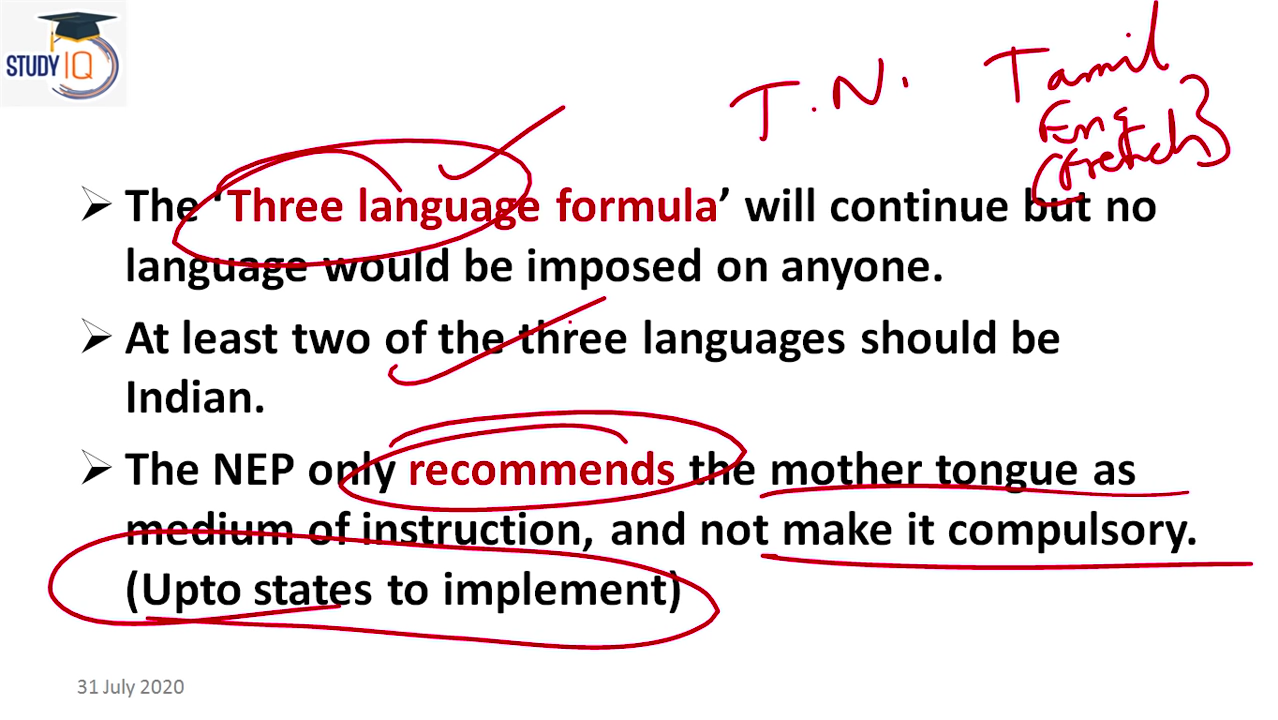 STUDY IQ
T.N.
Tamil
Eng
(French)
➢ The ‘Three language formula’ will continue but no
language would be imposed on anyone.
➢ At least two of the three languages should be
Indian.
➢ The NEP only recommends the mother tongue as
medium of instruction, and not make it compulsory.
(Upto states to implement)
31 July 2020